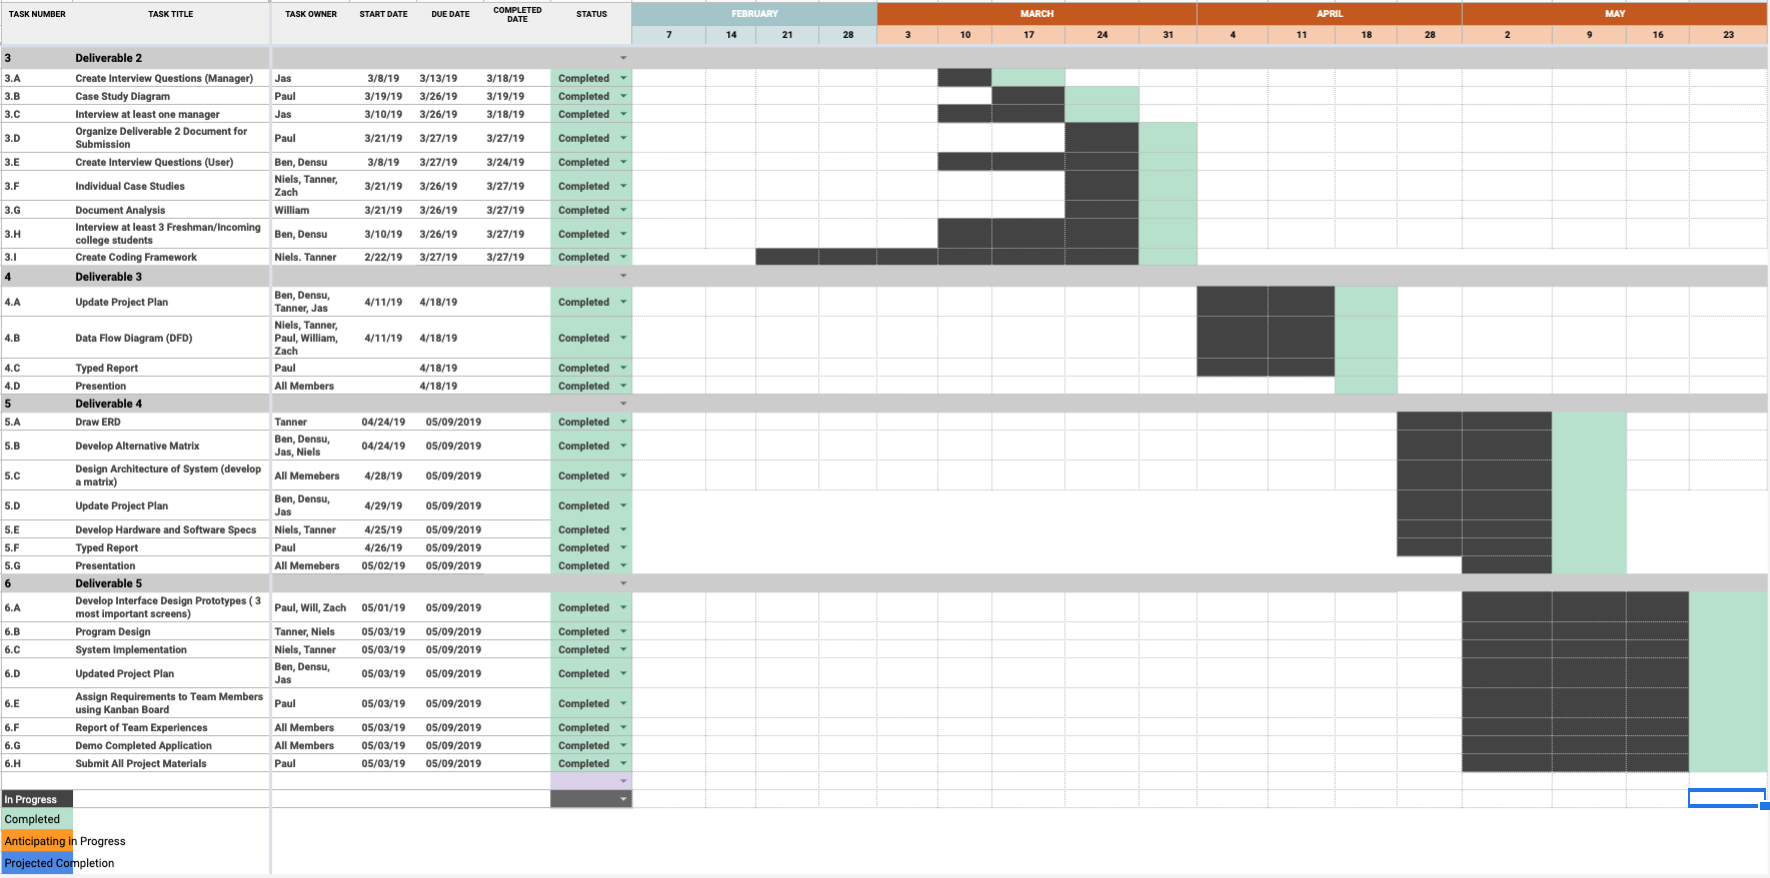 TASK NUMBER TASK TITLE TASK OWNER START DATE DUE DATE COMPLETED DATE STATUS FEBRUARY MARCH APRIL MAY
7 14 21 28 3 10 17 24 31 4 11 18 28 2 9 16 23
3 Deliverable 2
3.A Create Interview Questions (Manager) Jas 3/8/19 3/13/19 3/18/19 Completed
3.B Case Study Diagram Paul 3/19/19 3/26/19 3/19/19 Completed
3.C Interview at least one manager Jas 3/10/19 3/26/19 3/18/19 Completed
3.D Organize Deliverable 2 Document for Submission Paul 3/21/19 3/27/19 3/27/19 Completed
3.E Create Interview Questions (User) Ben, Densu 3/8/19 3/27/19 3/24/19 Completed
3.F Individual Case Studies Niels, Tanner, Zach 3/21/19 3/26/19 3/27/19 Completed
3.G Document Analysis William 3/21/19 3/26/19 3/27/19 Completed
3.H Interview at least 3 Freshman/Incoming college students Ben, Densu 3/10/19 3/26/19 3/27/19 Completed
3.I Create Coding Framework Niels. Tanner 2/22/19 3/27/19 3/27/19 Completed
4 Deliverable 3
4.A Update Project Plan Ben, Densu, Tanner, Jas 4/11/19 4/18/19 Completed
4.B Data Flow Diagram (DFD) Niels, Tanner, Paul, William, Zach 4/11/19 4/18/19 Completed
4.C Typed Report Paul 4/18/19 Completed
4.D Presention All Members 4/18/19 Completed
5 Deliverable 4
5.A Draw ERD Tanner 04/24/19 05/09/2019 Completed
5.B Develop Alternative Matrix Ben, Densu, Jas, Niels 04/24/19 05/09/2019 Completed
5.C Design Architecture of System (develop a matrix) All Memebers 4/28/19 05/09/2019 Completed
5.D Update Project Plan Ben, Densu, Jas 4/29/19 05/09/2019 Completed
5.E Develop Hardware and Software Specs Niels, Tanner 4/25/19 05/09/2019 Completed
5.F Typed Report Paul 4/26/19 05/09/2019 Completed
5.G Presentation All Memebers 05/02/19 05/09/2019 Completed
6 Deliverable 5
6.A Develop Interface Design Prototypes ( 3 most important screens) Paul, Will, Zach 05/01/19 05/09/2019 Completed
6.B Program Design Tanner, Niels 05/03/19 05/09/2019 Completed
6.C System Implementation Niels, Tanner 05/03/19 05/09/2019 Completed
6.D Updated Project Plan Ben, Densu, Jas 05/03/19 05/09/2019 Completed
6.E Assign Requirements to Team Members using Kanban Board Paul 05/03/19 05/09/2019 Completed
6.F Report of Team Experiences All Members 05/03/19 05/09/2019 Completed
6.G Demo Completed Application All Members 05/03/19 05/09/2019 Completed
6.H Submit All Project Materials Paul 05/03/19 05/09/2019 Completed
In Progress
Completed
Anticipating in Progress
Projected Completion